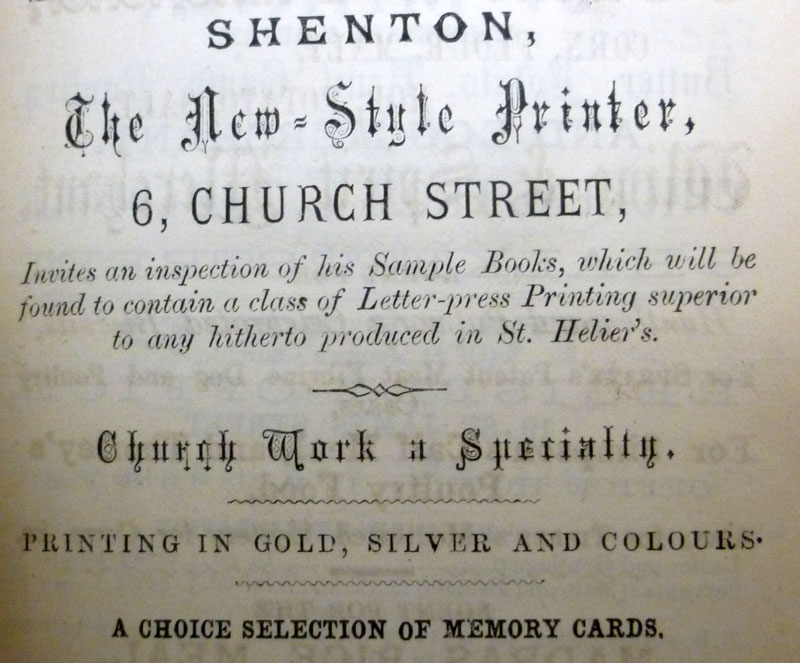 SHENTON,
The New-Style Printer,
6, CHURCH STREET,
Invites an inspection of his Sample Books, which will be
found to contain a class of Letter-press Printing superior
to any hitherto produced in St. Helier's.
Church Work a Specialty.
PRINTING IN GOLD, SILVER AND COLOURS.
A CHOICE SELECTION OF MEMORY CARDS.